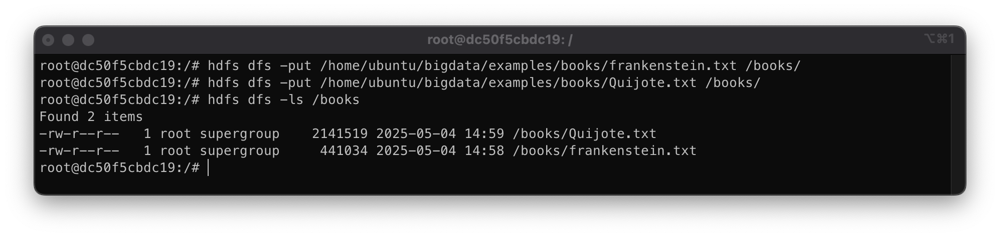 root@dc50f5cbdc19: /
⌥⌘1
root@dc50f5cbdc19:/# hdfs dfs -put /home/ubuntu/bigdata/examples/books/frankenstein.txt /books/
root@dc50f5cbdc19:/# hdfs dfs -put /home/ubuntu/bigdata/examples/books/Quijote.txt /books/
root@dc50f5cbdc19:/# hdfs dfs -ls /books
Found 2 items
-rw-r--r--   1 root supergroup    2141519 2025-05-04 14:59 /books/Quijote.txt
-rw-r--r--   1 root supergroup     441034 2025-05-04 14:58 /books/frankenstein.txt
root@dc50f5cbdc19:/#